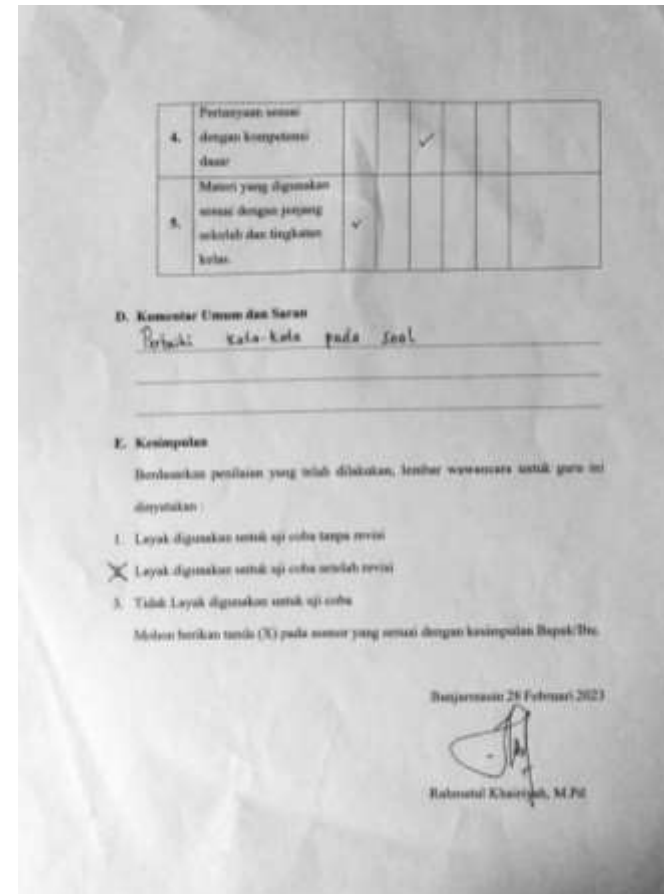 4.
Pertanyaan sesuai
dengan kompetensi
dasar
✓
5.
Materi yang digunakan
sesuai dengan jenjang
sekolah dan tingkatan
kelas.
✓
D. Komentar Umum dan Saran
Perbaiki kata-kata pada soal
E. Kesimpulan
Berdasarkan penilaian yang telah dilakukan, lembar wawancara untuk guru ini
dinyatakan :
1. Layak digunakan untuk uji coba tanpa revisi
X Layak digunakan untuk uji coba setelah revisi
3. Tidak Layak digunakan untuk uji coba
Mohon berikan tanda (X) pada nomor yang sesuai dengan kesimpulan Bapak/Ibu.
Banjarmasin 28 Februari 2023
Rahmatul Khairiyah, M.Pd